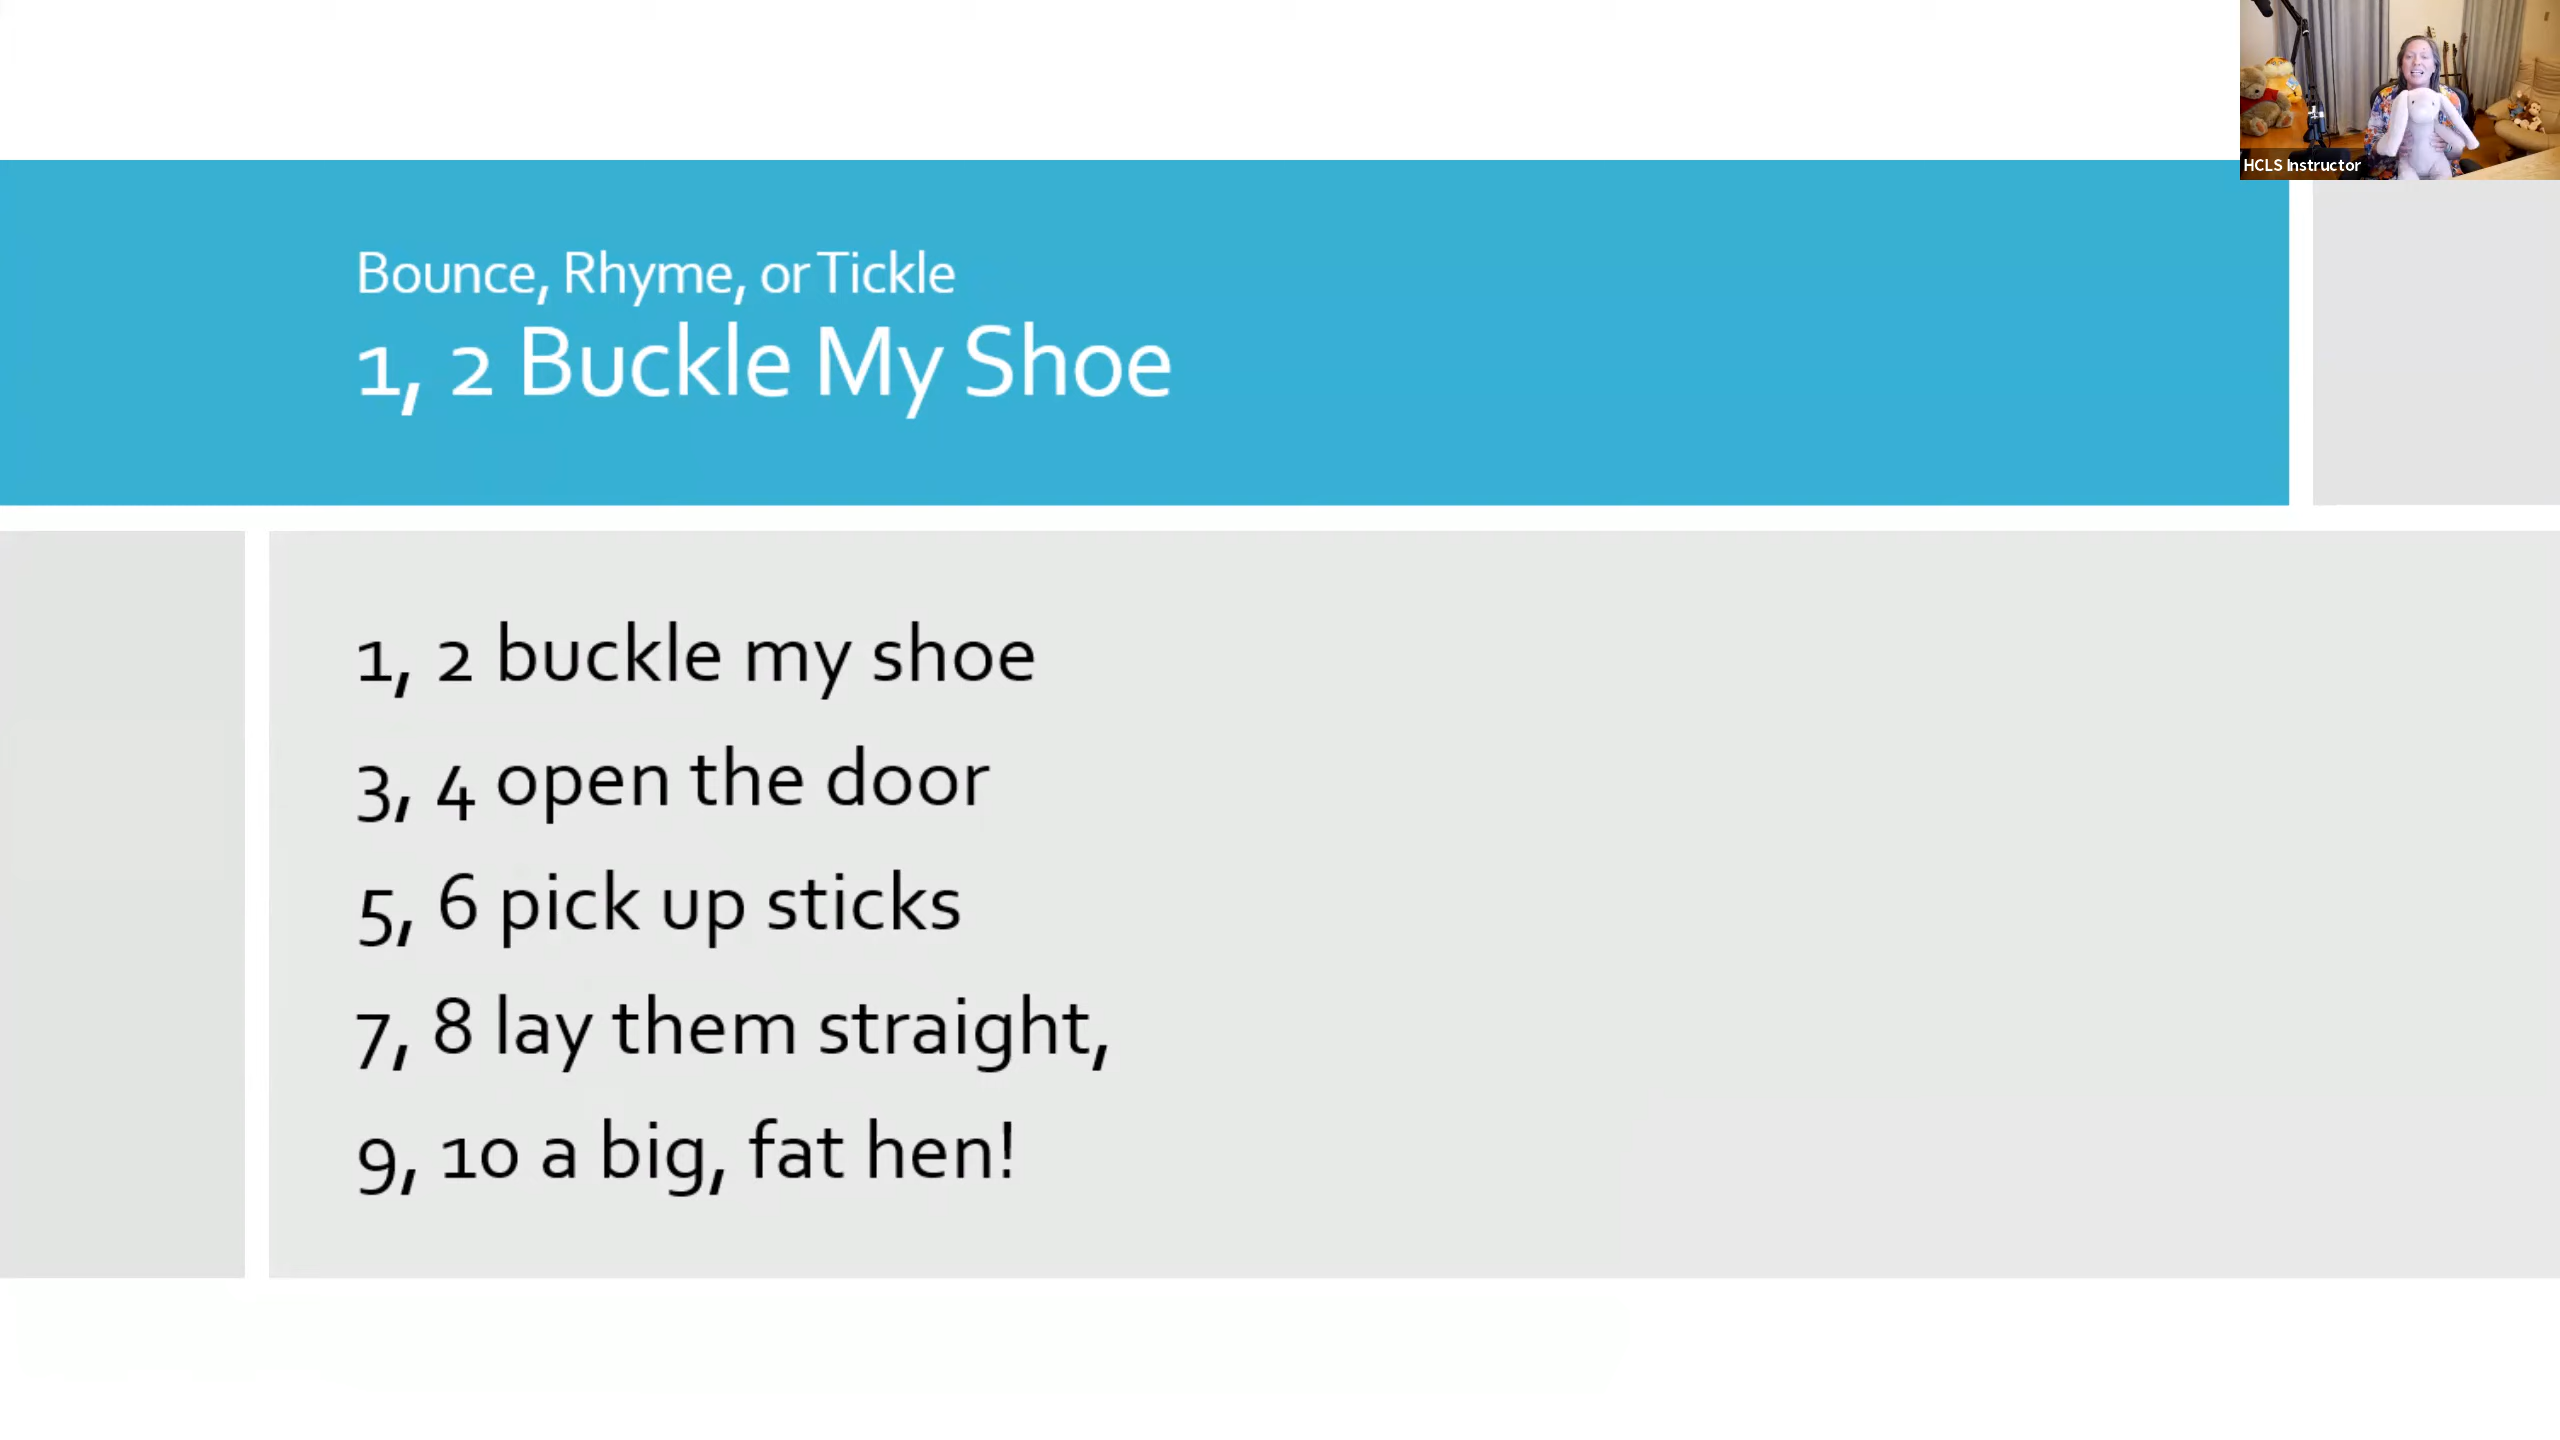 HCLS Instructor
Bounce, Rhyme, or Tickle
1, 2 Buckle My Shoe
1, 2 buckle my shoe
3, 4 open the door
5, 6 pick up sticks
7, 8 lay them straight,
9, 10 a big, fat hen!